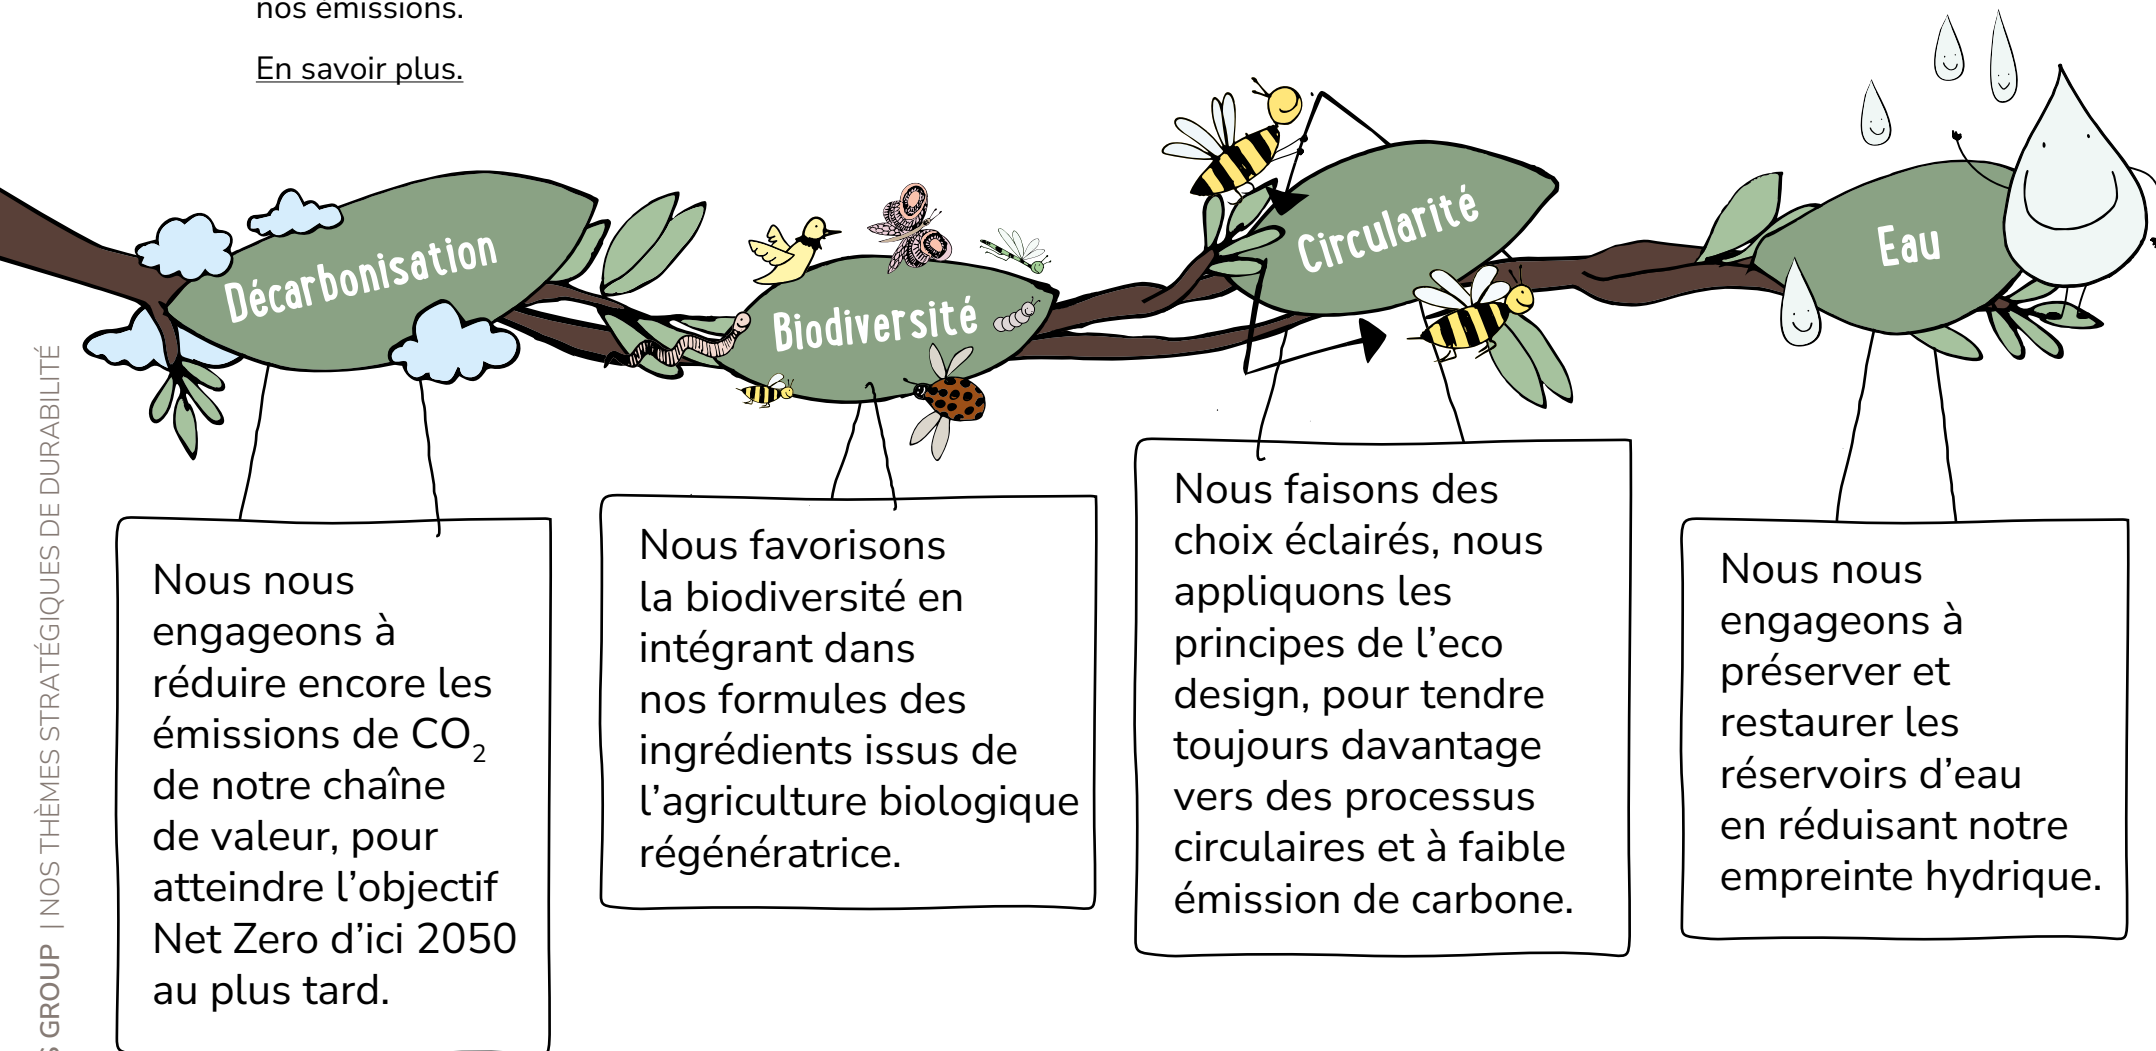 nos émissions.
En savoir plus.
Décarbonisation
Biodiversité
Circularité
Eau
Nous nous
engageons à
réduire encore les
émissions de CO₂
de notre chaîne
de valeur, pour
atteindre l’objectif
Net Zero d’ici 2050
au plus tard.
Nous favorisons
la biodiversité en
intégrant dans
nos formules des
ingrédients issus de
l’agriculture biologique
régénératrice.
Nous faisons des
choix éclairés, nous
appliquons les
principes de l’eco
design, pour tendre
toujours davantage
vers des processus
circulaires et à faible
émission de carbone.
Nous nous
engageons à
préserver et
restaurer les
réservoirs d’eau
en réduisant notre
empreinte hydrique.
GROUP | NOS THÈMES STRATÉGIQUES DE DURABILITÉ